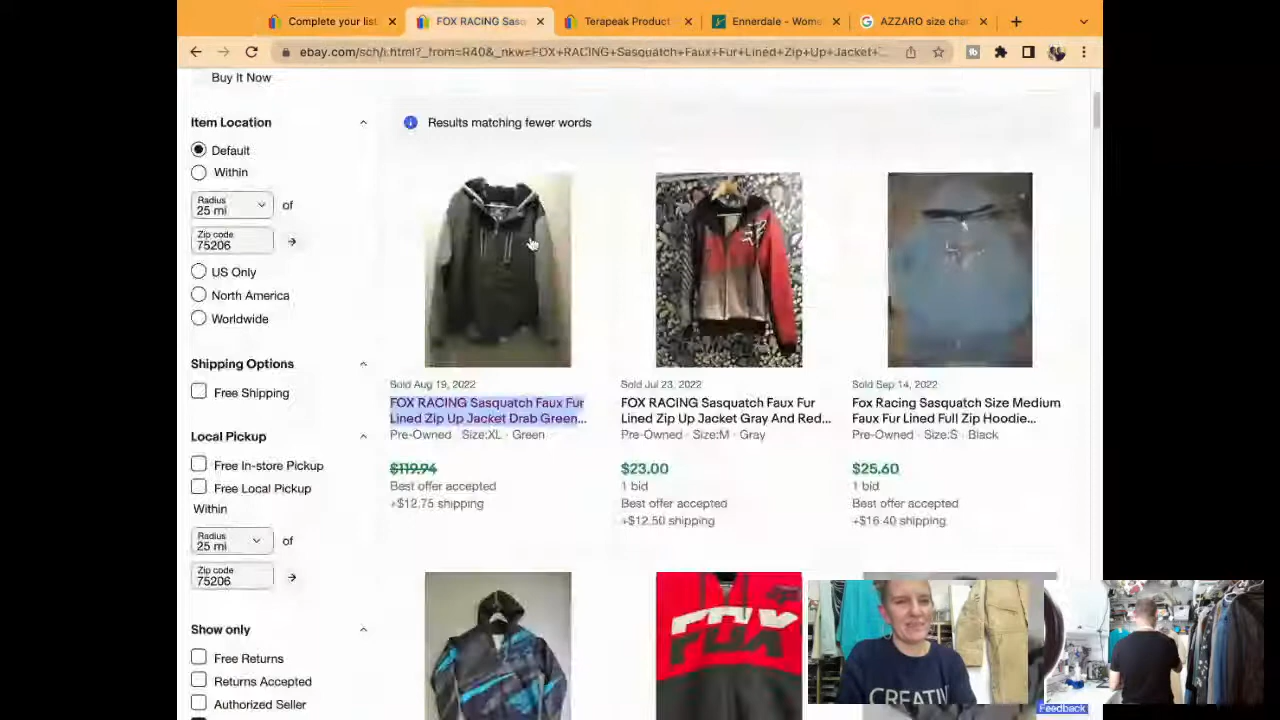 Complete your list
FOX RACING Sasq
Terapeak Product
Ennerdale - Wome
AZZARO size char
ebay.com/sch/i.html?_from=R40&_nkw=FOX+RACING+Sasquatch+Faux+Fur+Lined+Zip+Up+Jacket+...
Buy It Now
Item Location
Default
Within
Radius
25 mi
of
Zip code
75206
US Only
North America
Worldwide
Shipping Options
Free Shipping
Local Pickup
Free In-store Pickup
Free Local Pickup
Within
Radius
25 mi
of
Zip code
75206
Show only
Free Returns
Returns Accepted
Authorized Seller
Results matching fewer words
Sold Aug 19, 2022
FOX RACING Sasquatch Faux Fur
Lined Zip Up Jacket Drab Green...
Pre-Owned · Size:XL · Green
$119.94
Best offer accepted
+$12.75 shipping
Sold Jul 23, 2022
FOX RACING Sasquatch Faux Fur
Lined Zip Up Jacket Gray And Red...
Pre-Owned · Size:M · Gray
$23.00
1 bid
Best offer accepted
+$12.50 shipping
Sold Sep 14, 2022
Fox Racing Sasquatch Size Medium
Faux Fur Lined Full Zip Hoodie...
Pre-Owned · Size:S · Black
$25.60
1 bid
Best offer accepted
+$16.40 shipping
FOX
CREATIV
Feedback